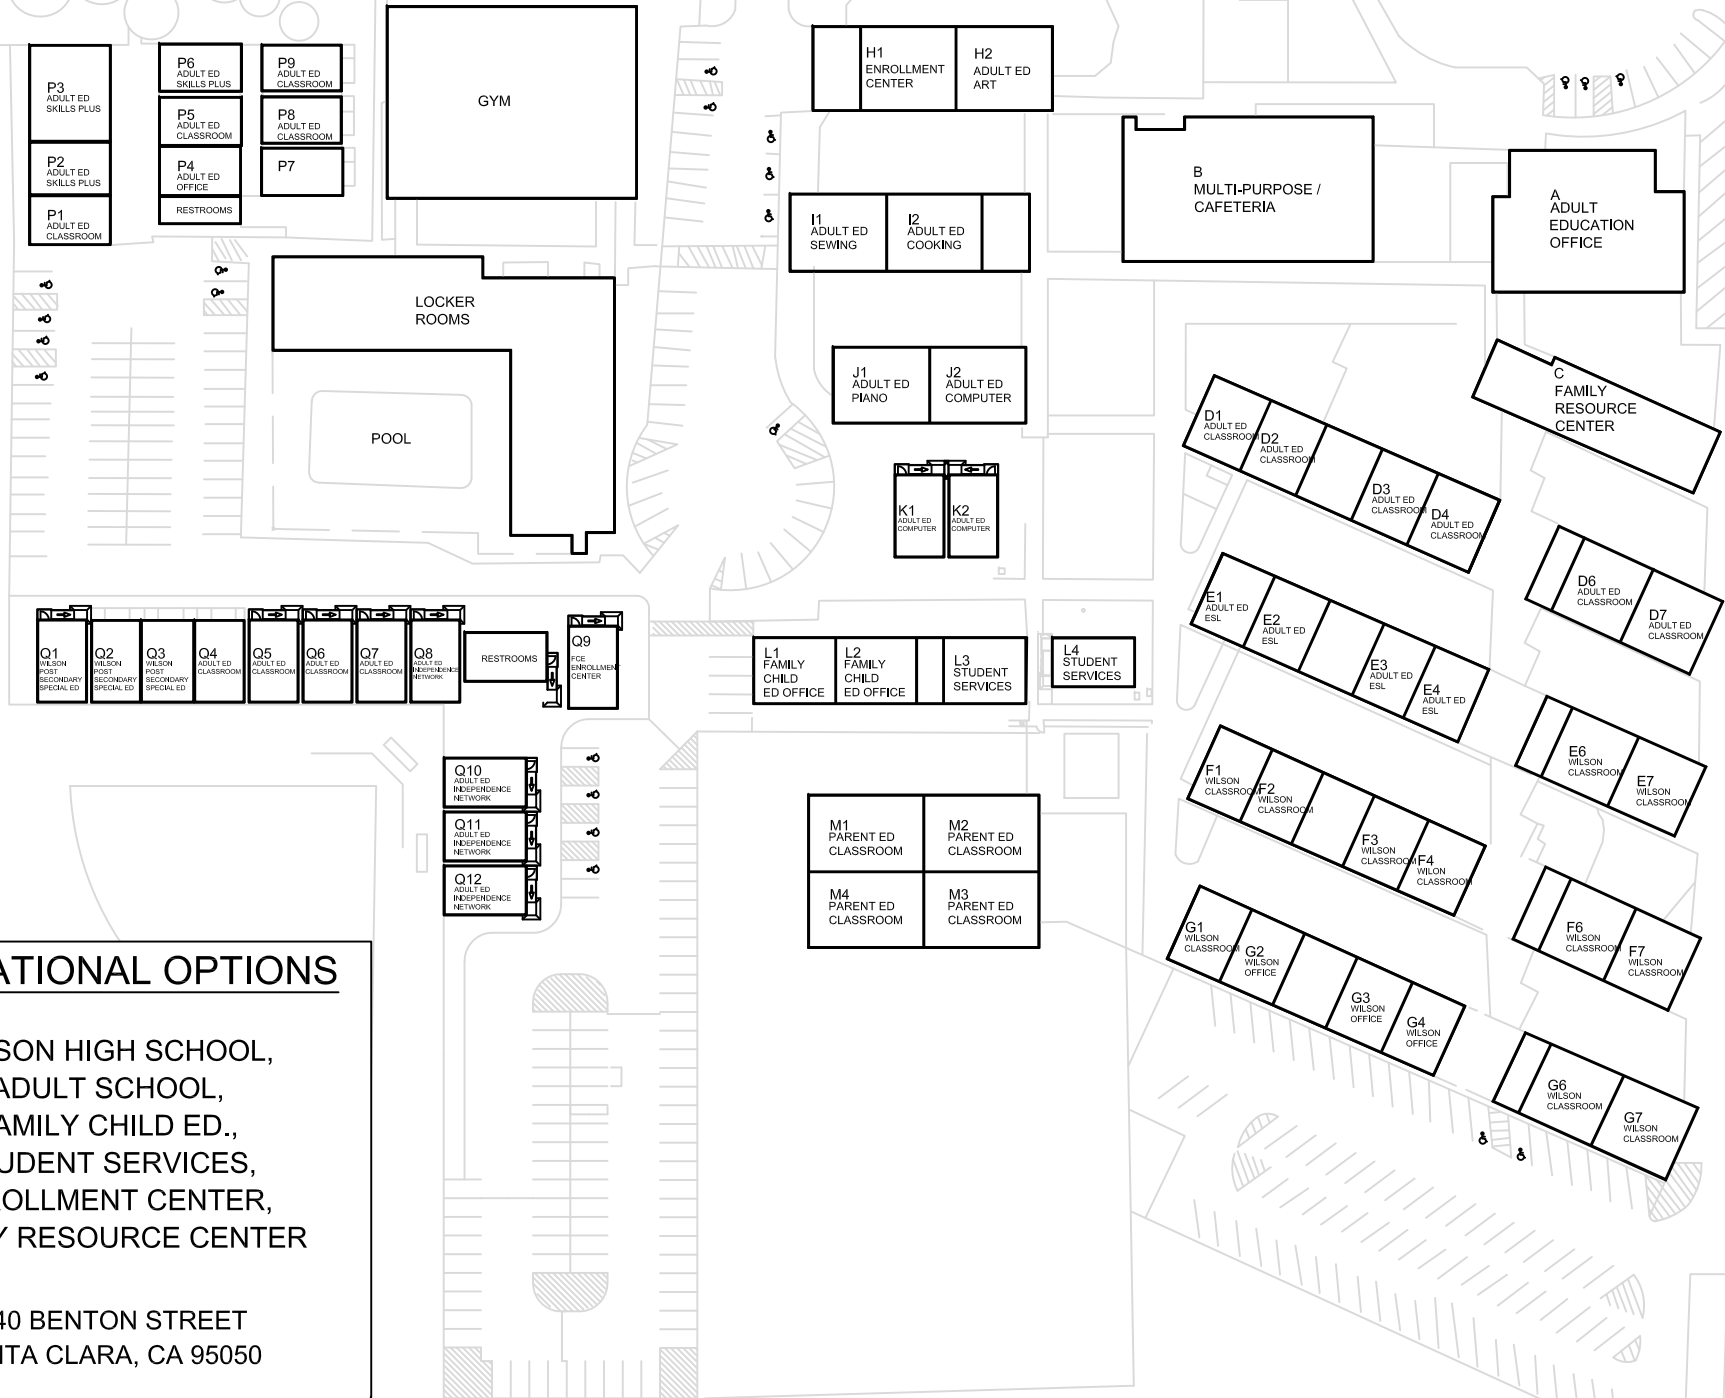 P3
ADULT ED
SKILLS PLUS
P2
ADULT ED
SKILLS PLUS
P1
ADULT ED
CLASSROOM
P6
ADULT ED
SKILLS PLUS
P5
ADULT ED
CLASSROOM
P4
ADULT ED
OFFICE
RESTROOMS
P9
ADULT ED
CLASSROOM
P8
ADULT ED
CLASSROOM
P7
GYM
LOCKER
ROOMS
POOL
H1
ENROLLMENT
CENTER
H2
ADULT ED
ART
I1
ADULT ED
SEWING
I2
ADULT ED
COOKING
J1
ADULT ED
PIANO
J2
ADULT ED
COMPUTER
K1
ADULT ED
COMPUTER
K2
ADULT ED
COMPUTER
B
MULTI-PURPOSE /
CAFETERIA
A
ADULT
EDUCATION
OFFICE
C
FAMILY
RESOURCE
CENTER
D1
ADULT ED
CLASSROOM
D2
ADULT ED
CLASSROOM
D3
ADULT ED
CLASSROOM
D4
ADULT ED
CLASSROOM
D6
ADULT ED
CLASSROOM
D7
ADULT ED
CLASSROOM
E1
ADULT ED
ESL
E2
ADULT ED
ESL
E3
ADULT ED
ESL
E4
ADULT ED
ESL
E6
WILSON
CLASSROOM
E7
WILSON
CLASSROOM
F1
WILSON
CLASSROOM
F2
WILSON
CLASSROOM
F3
WILSON
CLASSROOM
F4
WILON
CLASSROOM
F6
WILSON
CLASSROOM
F7
WILSON
CLASSROOM
G1
WILSON
CLASSROOM
G2
WILSON
OFFICE
G3
WILSON
OFFICE
G4
WILSON
OFFICE
G6
WILSON
CLASSROOM
G7
WILSON
CLASSROOM
Q1
WILSON
POST
SECONDARY
SPECIAL ED
Q2
WILSON
POST
SECONDARY
SPECIAL ED
Q3
WILSON
POST
SECONDARY
SPECIAL ED
Q4
ADULT ED
CLASSROOM
Q5
ADULT ED
CLASSROOM
Q6
ADULT ED
CLASSROOM
Q7
ADULT ED
CLASSROOM
Q8
ADULT ED
INDEPENDENCE
NETWORK
RESTROOMS
Q9
FCE
ENROLLMENT
CENTER
L1
FAMILY
CHILD
ED OFFICE
L2
FAMILY
CHILD
ED OFFICE
L3
STUDENT
SERVICES
L4
STUDENT
SERVICES
Q10
ADULT ED
INDEPENDENCE
NETWORK
Q11
ADULT ED
INDEPENDENCE
NETWORK
Q12
ADULT ED
INDEPENDENCE
NETWORK
M1
PARENT ED
CLASSROOM
M2
PARENT ED
CLASSROOM
M4
PARENT ED
CLASSROOM
M3
PARENT ED
CLASSROOM
ATIONAL OPTIONS
SON HIGH SCHOOL,
ADULT SCHOOL,
AMILY CHILD ED.,
UDENT SERVICES,
ROLLMENT CENTER,
Y RESOURCE CENTER
40 BENTON STREET
NTA CLARA, CA 95050